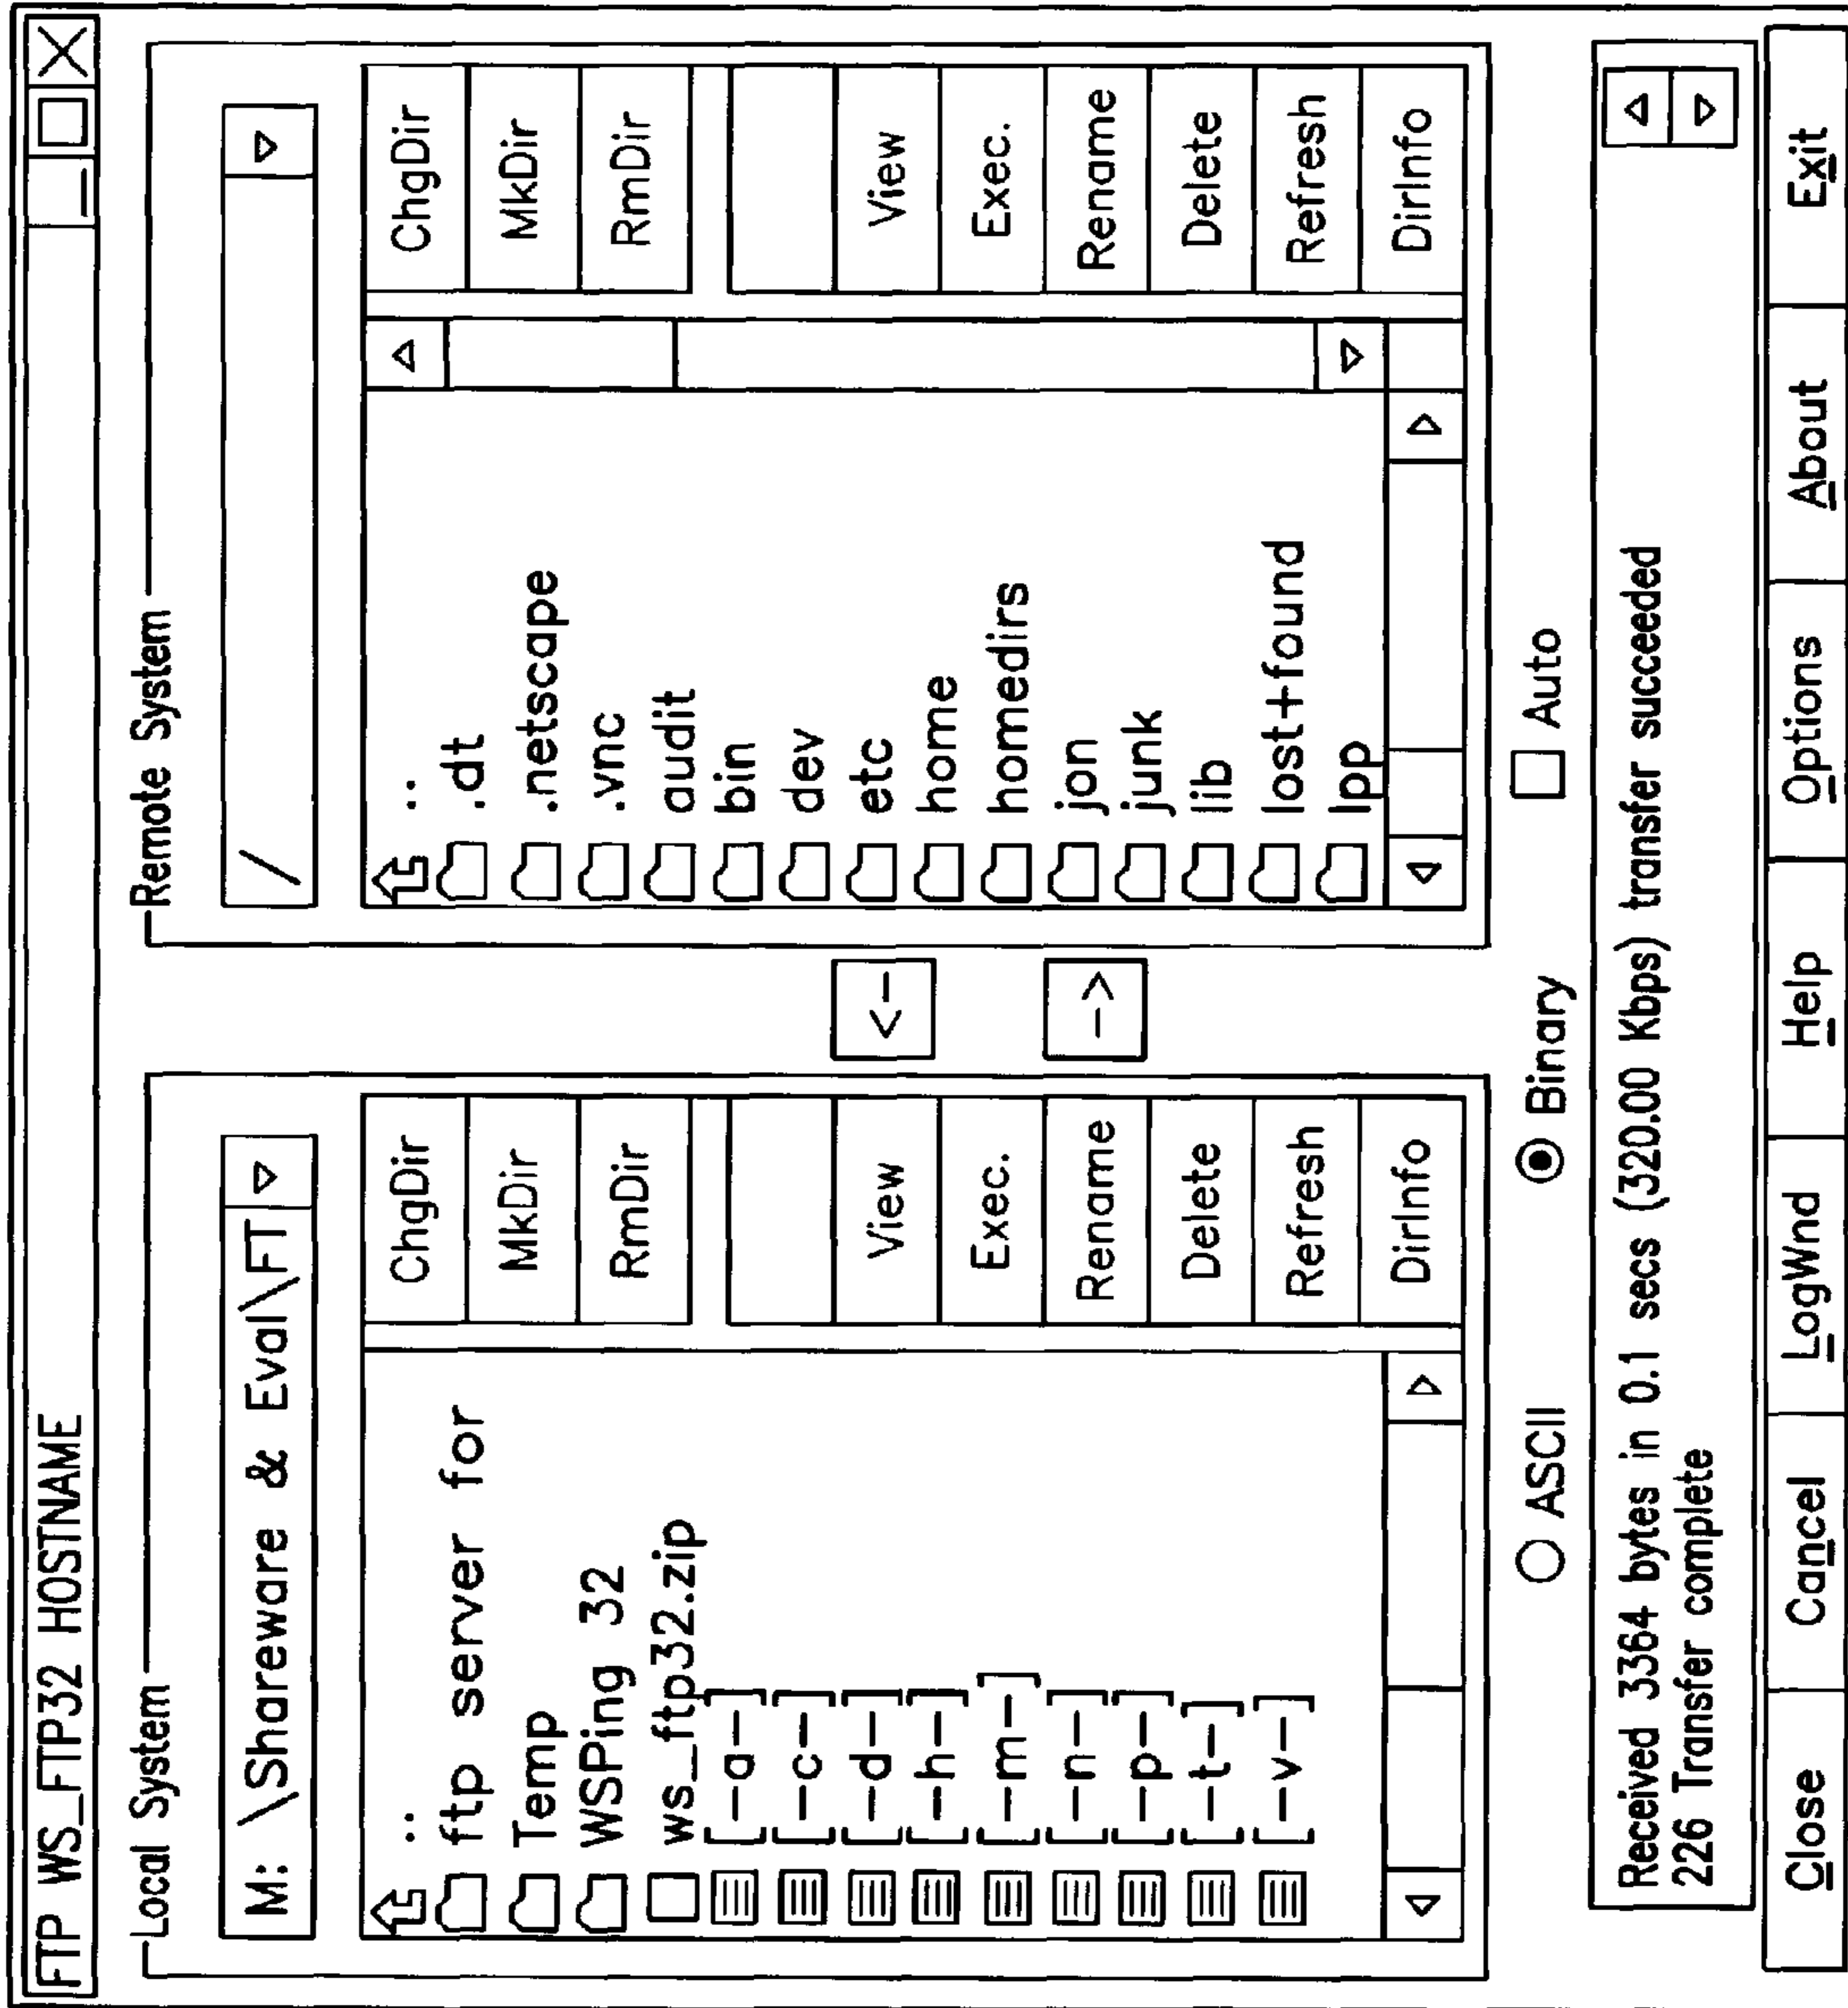 FTP WS_FTP32 HOSTNAME
Local System
M: \Shareware & Eval\FT
..
ftp server for
Temp
WSPing 32
ws_ftp32.zip
[--a-]
[--c-]
[--d-]
[--h-]
[--m-]
[--n-]
[--p-]
[--t-]
[--v-]
ChgDir
MkDir
RmDir
View
Exec.
Rename
Delete
Refresh
DirInfo
<-
->
Remote System
/
..
.dt
.netscape
.vnc
audit
bin
dev
etc
home
homedirs
jon
junk
lib
lost+found
lpp
ChgDir
MkDir
RmDir
View
Exec.
Rename
Delete
Refresh
DirInfo
ASCII Binary Auto
Received 3364 bytes in 0.1 secs (320.00 Kbps) transfer succeeded
226 Transfer complete
Close Cancel LogWnd Help Options About Exit